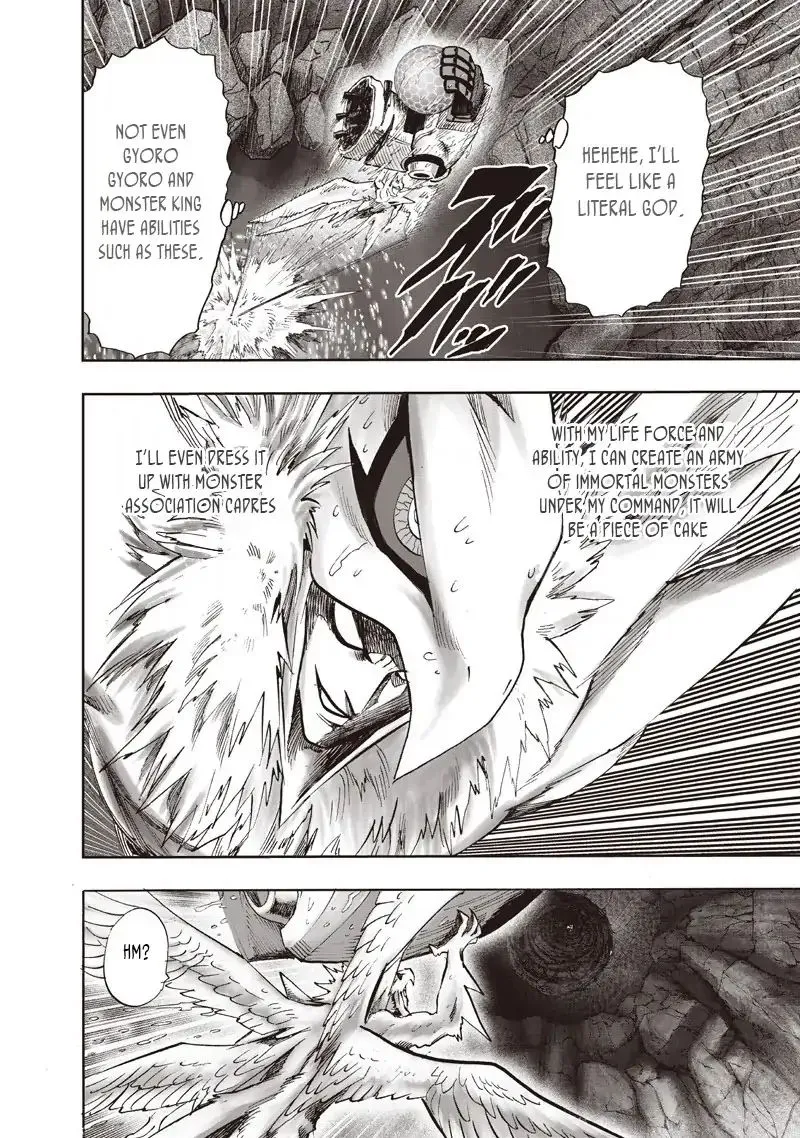 HEHEHE, I'LL
FEEL LIKE A
LITERAL GOD.
NOT EVEN
GYORO
GYORO AND
MONSTER KING
HAVE ABILITIES
SUCH AS THESE.
WITH MY LIFE FORCE AND
ABILITY, I CAN CREATE AN ARMY
OF IMMORTAL MONSTERS
UNDER MY COMMAND, IT WILL
BE A PIECE OF CAKE
I'LL EVEN DRESS IT
UP WITH MONSTER
ASSOCIATION CADRES
HM?